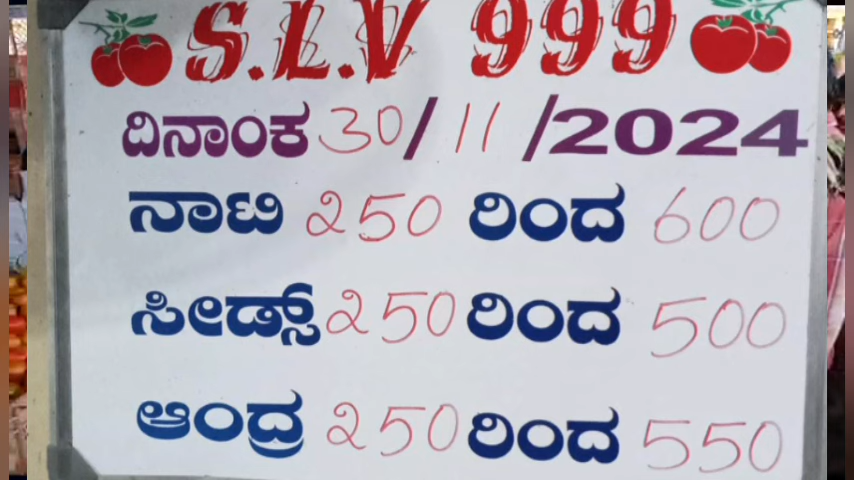 S.L.V 999
ದಿನಾಂಕ 30/11/2024
ನಾಟಿ 250 ರಿಂದ 600
ಸೀಡ್ಸ್ 250 ರಿಂದ 500
ಆಂದ್ರ 250 ರಿಂದ 550